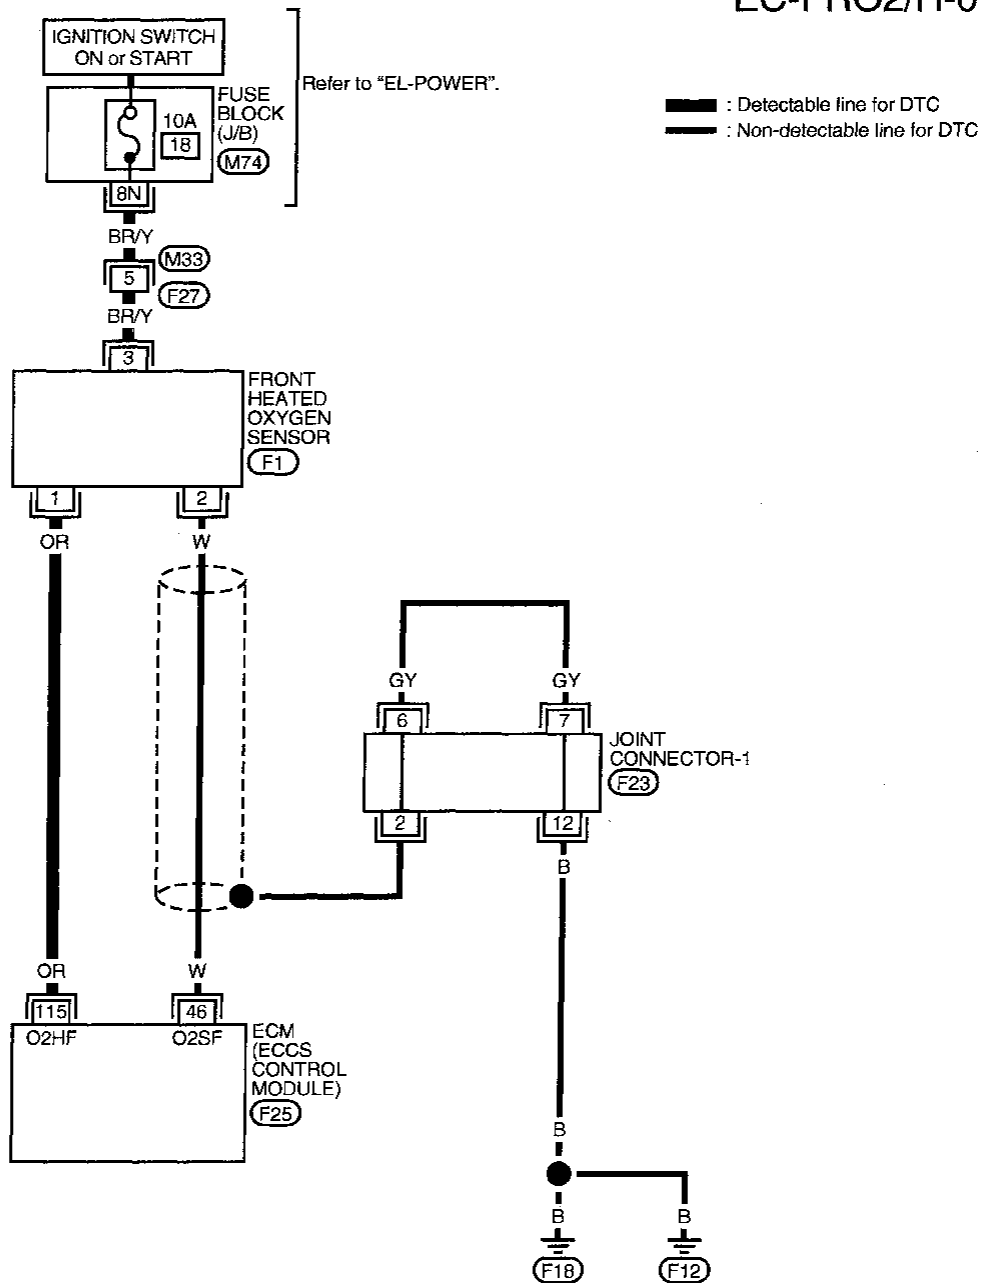 IGNITION SWITCH
ON or START
Refer to "EL-POWER".
FUSE
BLOCK
(J/B)
M74
10A
18
8N
BR/Y
M33
5
F27
BR/Y
3
: Detectable line for DTC
: Non-detectable line for DTC
FRONT
HEATED
OXYGEN
SENSOR
F1
1
2
OR
W
GY
GY
6
7
JOINT
CONNECTOR-1
F23
2
12
B
OR
W
115
46
O2HF
O2SF
ECM
(ECCS
CONTROL
MODULE)
F25
B
B
B
F18
F12